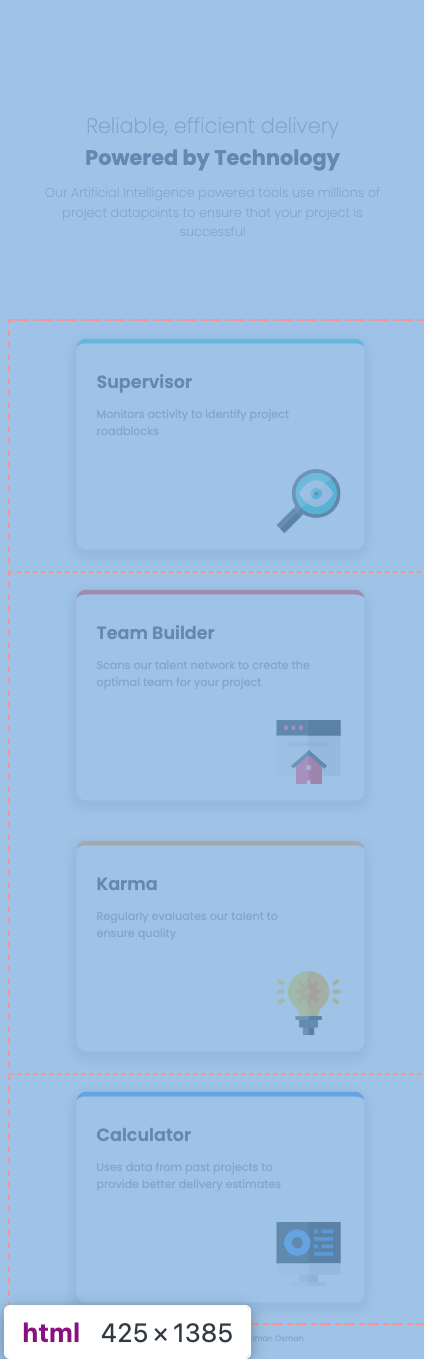 Reliable, efficient delivery
Powered by Technology
Our Artificial Intelligence powered tools use millions of
project datapoints to ensure that your project is
successful
Supervisor
Monitors activity to identify project
roadblocks
Team Builder
Scans our talent network to create the
optimal team for your project
Karma
Regularly evaluates our talent to
ensure quality
Calculator
Uses data from past projects to
provide better delivery estimates
html 425 × 1385
Osman.